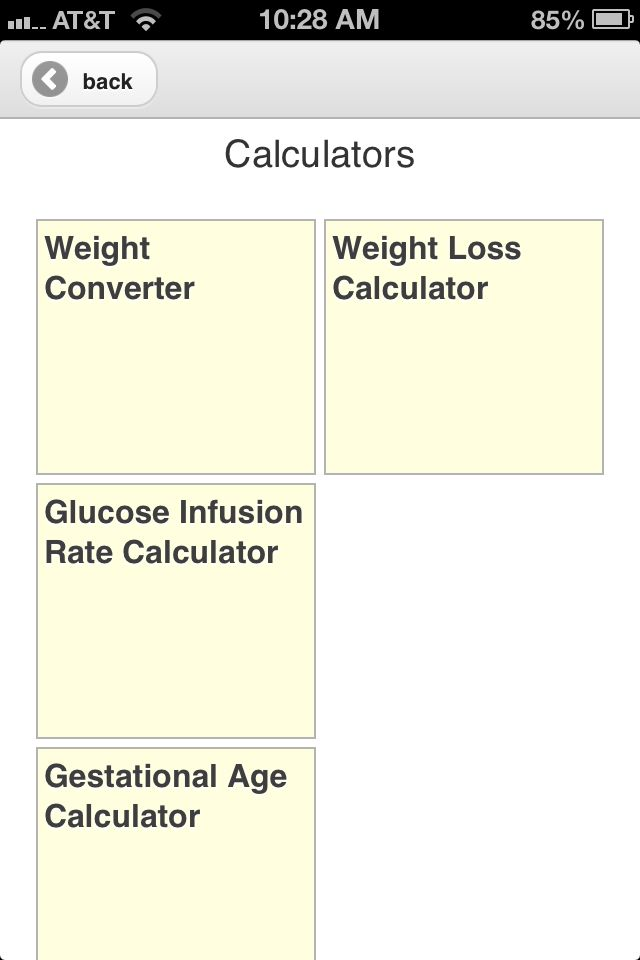 AT&T 10:28 AM 85%
back
Calculators
Weight
Converter
Weight Loss
Calculator
Glucose Infusion
Rate Calculator
Gestational Age
Calculator